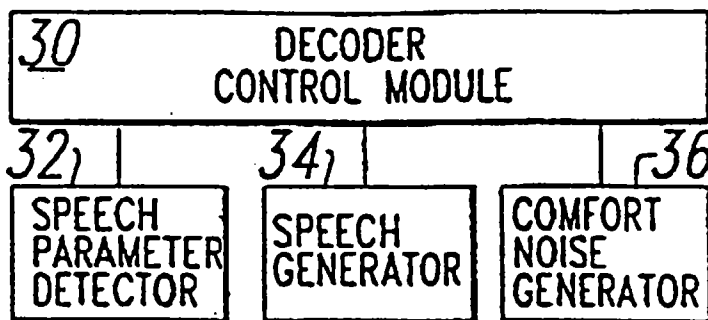 30 DECODER
CONTROL MODULE
32 34 36
SPEECH
PARAMETER
DETECTOR
SPEECH
GENERATOR
COMFORT
NOISE
GENERATOR